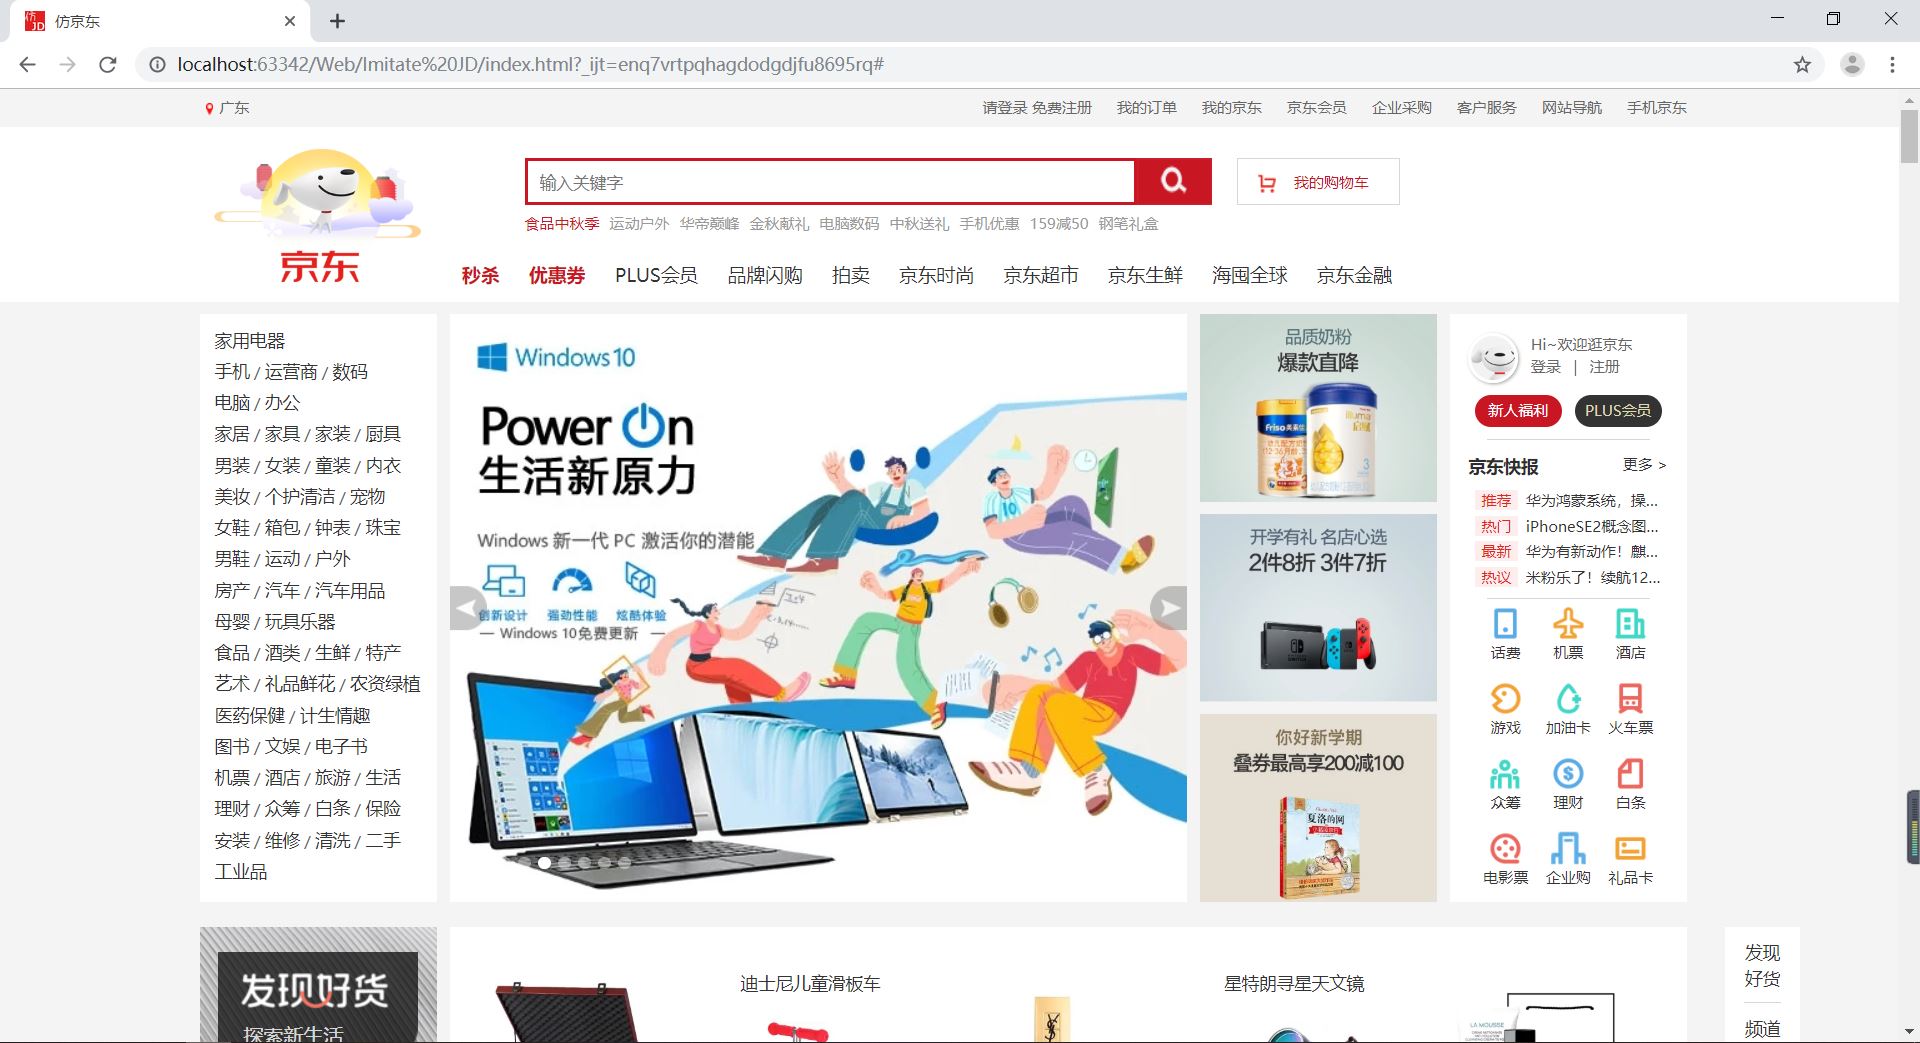 仿京东
localhost:63342/Web/Imitate%20JD/index.html?_ijt=enq7vrtpqhagdodgdjfu8695rq#
广东
请登录 免费注册 我的订单 我的京东 京东会员 企业采购 客户服务 网站导航 手机京东
京东
输入关键字
我的购物车
食品中秋季 运动户外 华帝巅峰 金秋献礼 电脑数码 中秋送礼 手机优惠 159减50 钢笔礼盒
秒杀 优惠券 PLUS会员 品牌闪购 拍卖 京东时尚 京东超市 京东生鲜 海囤全球 京东金融
家用电器
手机 / 运营商 / 数码
电脑 / 办公
家居 / 家具 / 家装 / 厨具
男装 / 女装 / 童装 / 内衣
美妆 / 个护清洁 / 宠物
女鞋 / 箱包 / 钟表 / 珠宝
男鞋 / 运动 / 户外
房产 / 汽车 / 汽车用品
母婴 / 玩具乐器
食品 / 酒类 / 生鲜 / 特产
艺术 / 礼品鲜花 / 农资绿植
医药保健 / 计生情趣
图书 / 文娱 / 电子书
机票 / 酒店 / 旅游 / 生活
理财 / 众筹 / 白条 / 保险
安装 / 维修 / 清洗 / 二手
工业品
Windows 10
Power On
生活新原力
Windows 新一代 PC 激活你的潜能
创新设计 强劲性能 炫酷体验
— Windows 10免费更新 —
品质奶粉
爆款直降
Friso 美素佳
illuma
启赋
3
开学有礼 名店心选
2件8折 3件7折
你好新学期
叠券最高享200减100
夏洛的网
Hi~欢迎逛京东
登录 | 注册
新人福利 PLUS会员
京东快报 更多 >
推荐 华为鸿蒙系统，操...
热门 iPhoneSE2概念图...
最新 华为有新动作！麒...
热议 米粉乐了！续航12...
话费 机票 酒店
游戏 加油卡 火车票
众筹 理财 白条
电影票 企业购 礼品卡
发现好货
探索新生活
迪士尼儿童滑板车
星特朗寻星天文镜
LA MOUSSE
发现
好货
频道